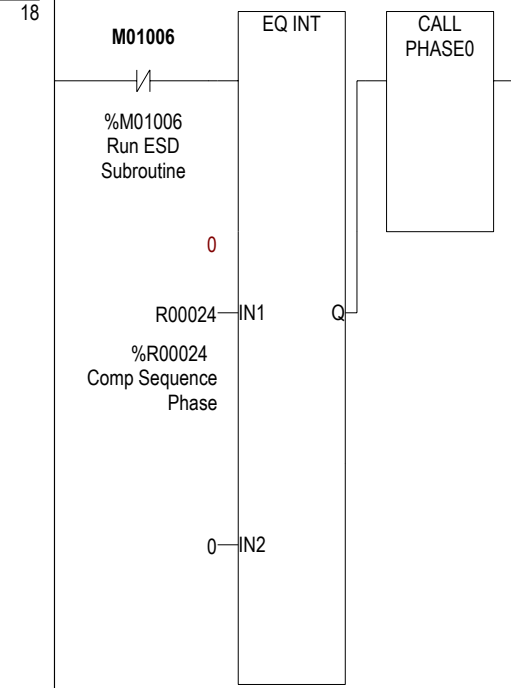 18
M01006
EQ INT
CALL
PHASE0
%M01006
Run ESD
Subroutine
0
R00024
IN1
Q
%R00024
Comp Sequence
Phase
0
IN2